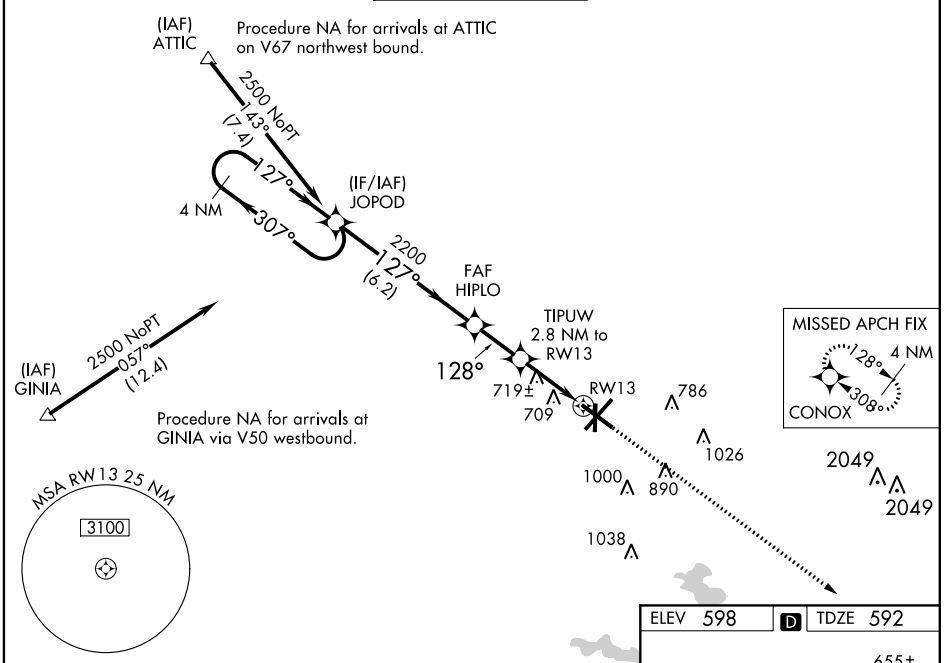 (IAF)
ATTIC
Procedure NA for arrivals at ATTIC
on V67 northwest bound.
2500 NoPT
143°
(7.4)
127°
4 NM
307°
(IF/IAF)
JOPOD
2200
127°
(6.2)
FAF
HIPLO
TIPUW
2.8 NM to
RW13
128°
719±
709
RW13
786
1026
1000
890
1038
MISSED APCH FIX
128°
4 NM
308°
CONOX
2049
2049
(IAF)
GINIA
2500 NoPT
057°
(12.4)
Procedure NA for arrivals at
GINIA via V50 westbound.
MSA RW13 25 NM
3100
ELEV 598 D TDZE 592
655±